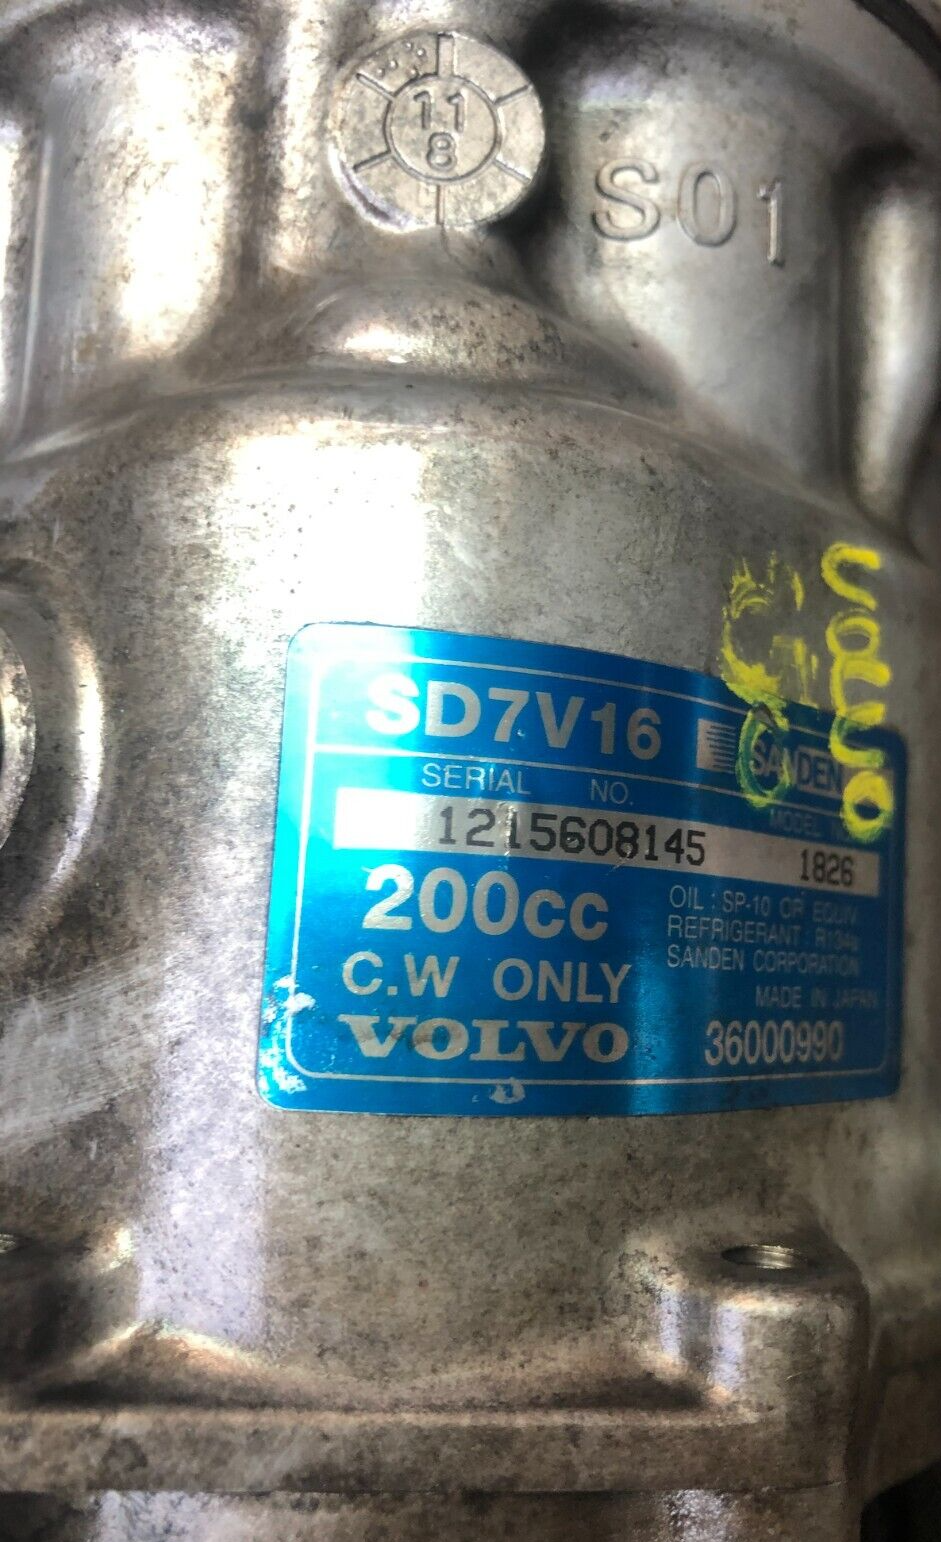 11
8
S01
SD7V16
SANDEN
SERIAL NO.
MODEL
1215608145 1826
200cc
OIL : SP-10 OR EQUIV.
REFRIGERANT : R134a
SANDEN CORPORATION
C.W ONLY
MADE IN JAPAN
VOLVO 36000990